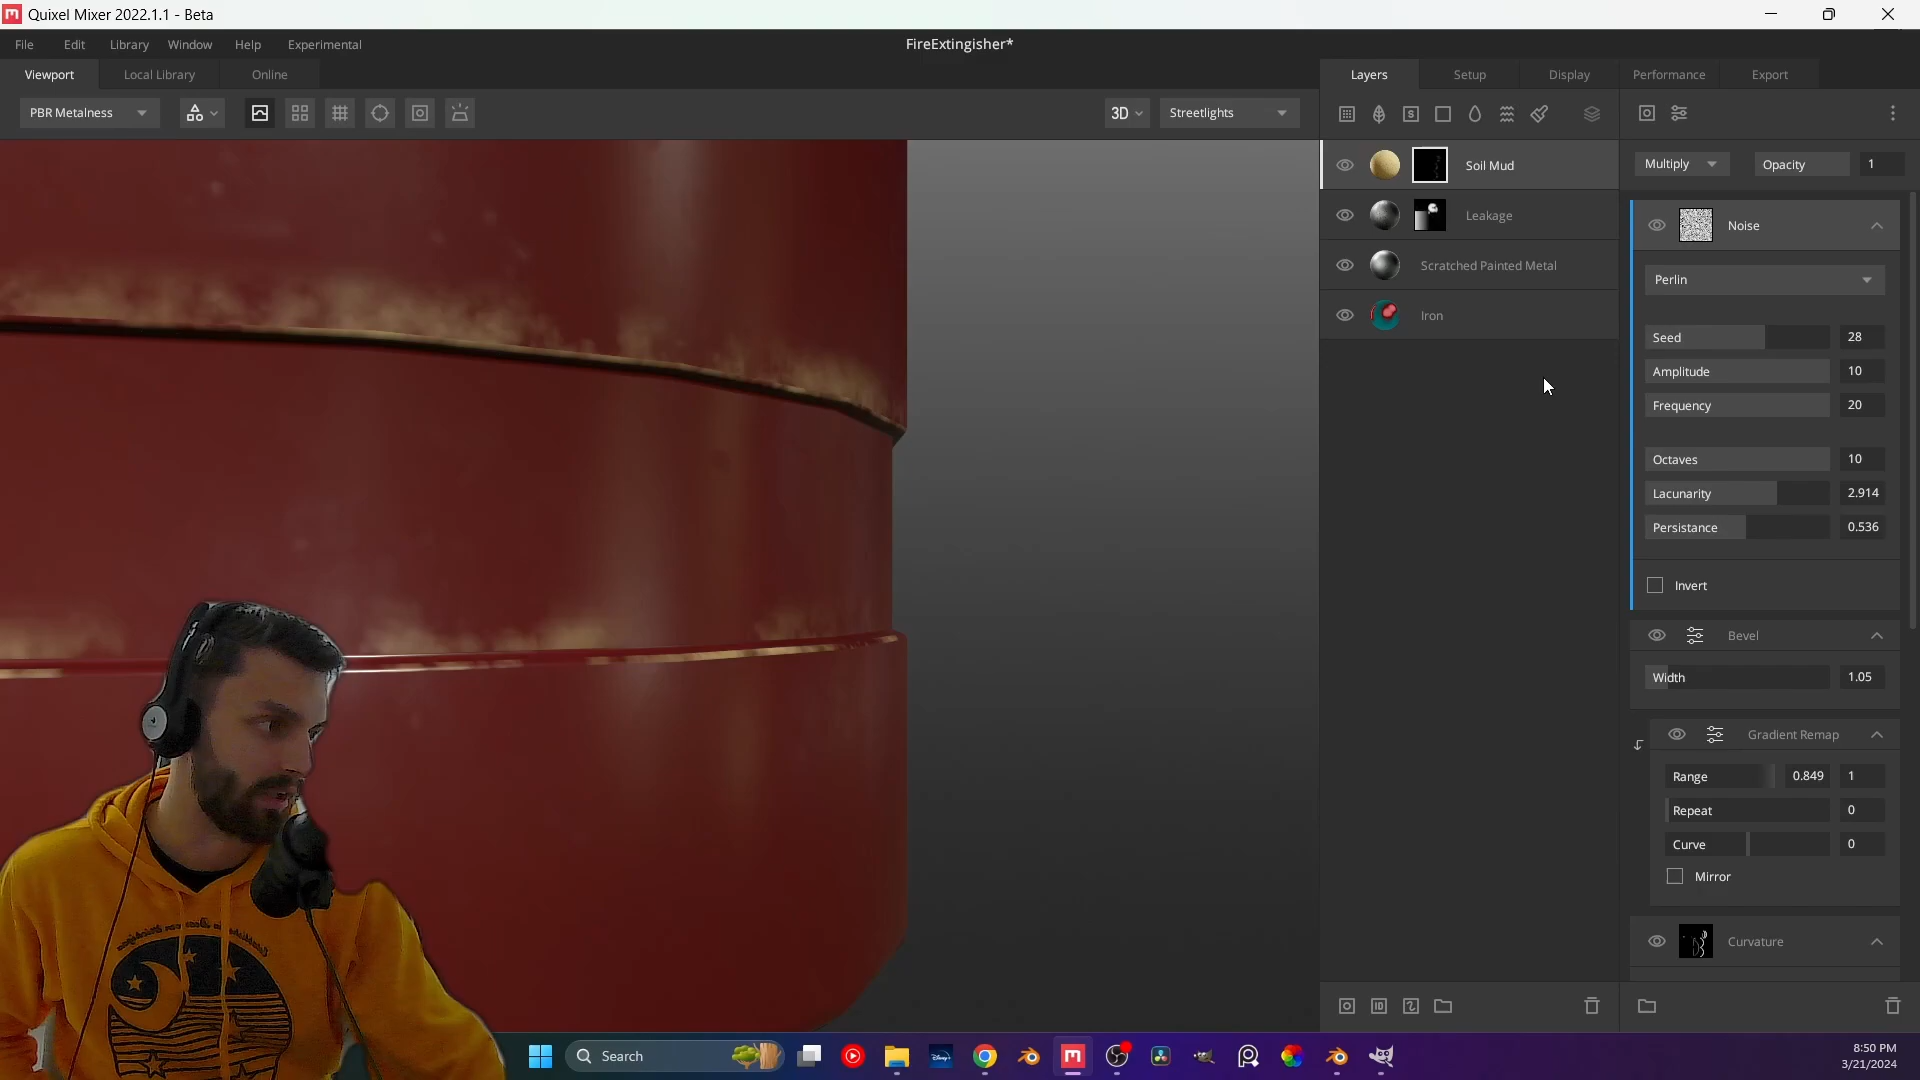 Quixel Mixer 2022.1.1 - Beta
File Edit Library Window Help Experimental
FireExtingisher*
Viewport Local Library Online
Layers Setup Display Performance Export
PBR Metalness
3D Streetlights
Soil Mud
Leakage
Scratched Painted Metal
Iron
Multiply Opacity 1
Noise
Perlin
Seed 28
Amplitude 10
Frequency 20
Octaves 10
Lacunarity 2.914
Persistance 0.536
Invert
Bevel
Width 1.05
Gradient Remap
Range 0.849 1
Repeat 0
Curve 0
Mirror
Curvature
Search
8:50 PM
3/21/2024